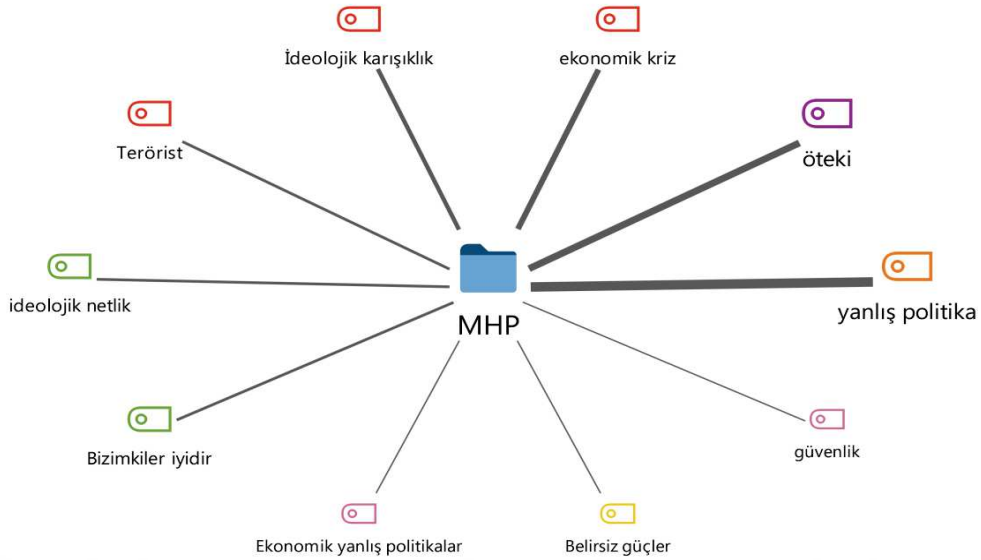 İdeolojik karışıklık
ekonomik kriz
Terörist
öteki
ideolojik netlik
yanlış politika
MHP
Bizimkiler iyidir
güvenlik
Ekonomik yanlış politikalar
Belirsiz güçler